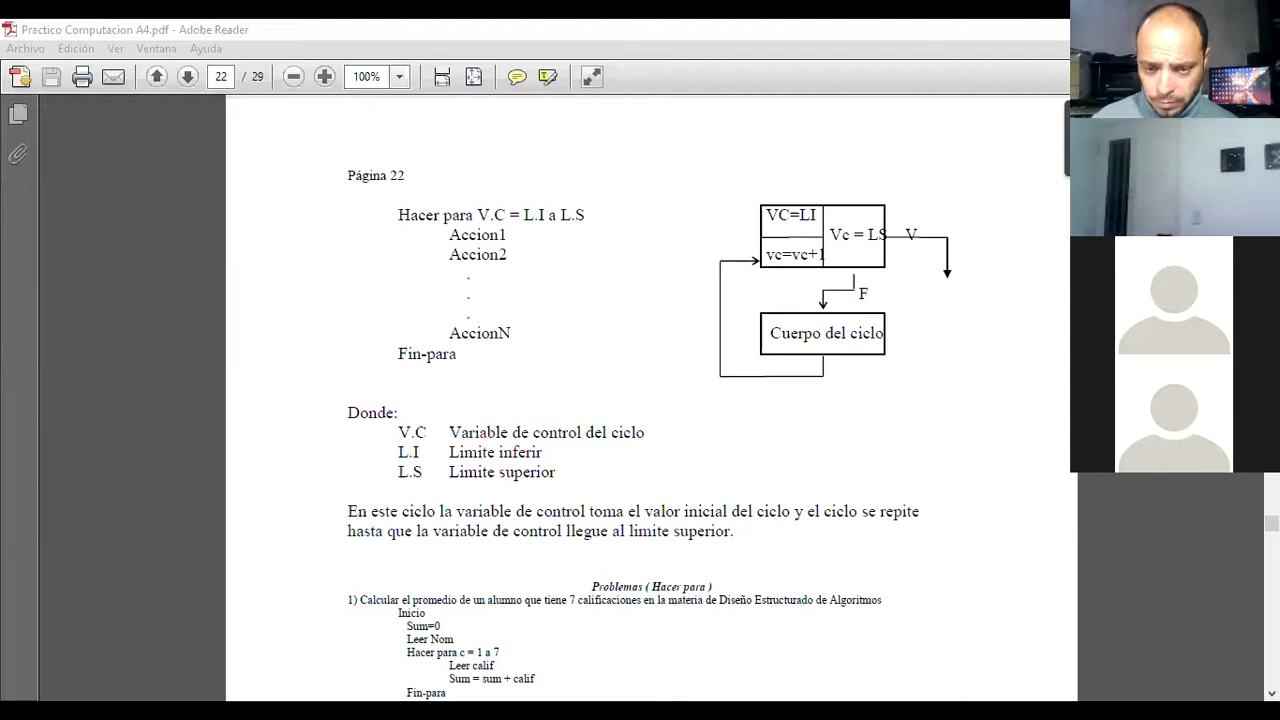 Practico Computacion A4.pdf - Adobe Reader
Archivo Edición Ver Ventana Ayuda
22 / 29 100%
Página 22
Hacer para V.C = L.I a L.S
Accion1
Accion2
.
.
.
AccionN
Fin-para
VC=LI
Vc = LS V
vc=vc+1
F
Cuerpo del ciclo
Donde:
V.C Variable de control del ciclo
L.I Limite inferir
L.S Limite superior
En este ciclo la variable de control toma el valor inicial del ciclo y el ciclo se repite
hasta que la variable de control llegue al limite superior.
Problemas ( Hacer para )
1) Calcular el promedio de un alumno que tiene 7 calificaciones en la materia de Diseño Estructurado de Algoritmos
Inicio
Sum=0
Leer Nom
Hacer para c = 1 a 7
Leer calif
Sum = sum + calif
Fin-para